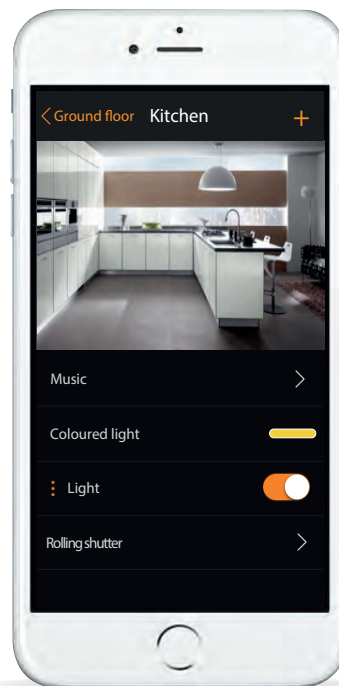 Ground floor Kitchen +
Music
Coloured light
Light
Rolling shutter